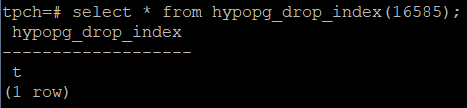 tpch=# select * from hypopg_drop_index(16585);
 hypopg_drop_index
-------------------
 t
(1 row)